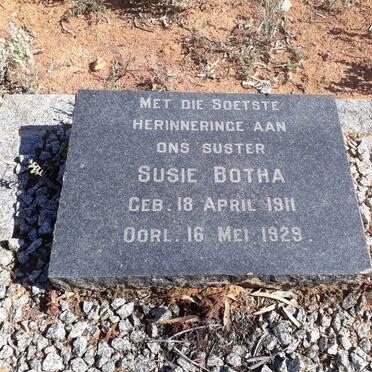 MET DIE SOETSTE
HERINNERINGE AAN
ONS SUSTER
SUSIE BOTHA
GEB. 18 APRIL 1911
OORL. 16 MEI 1929.